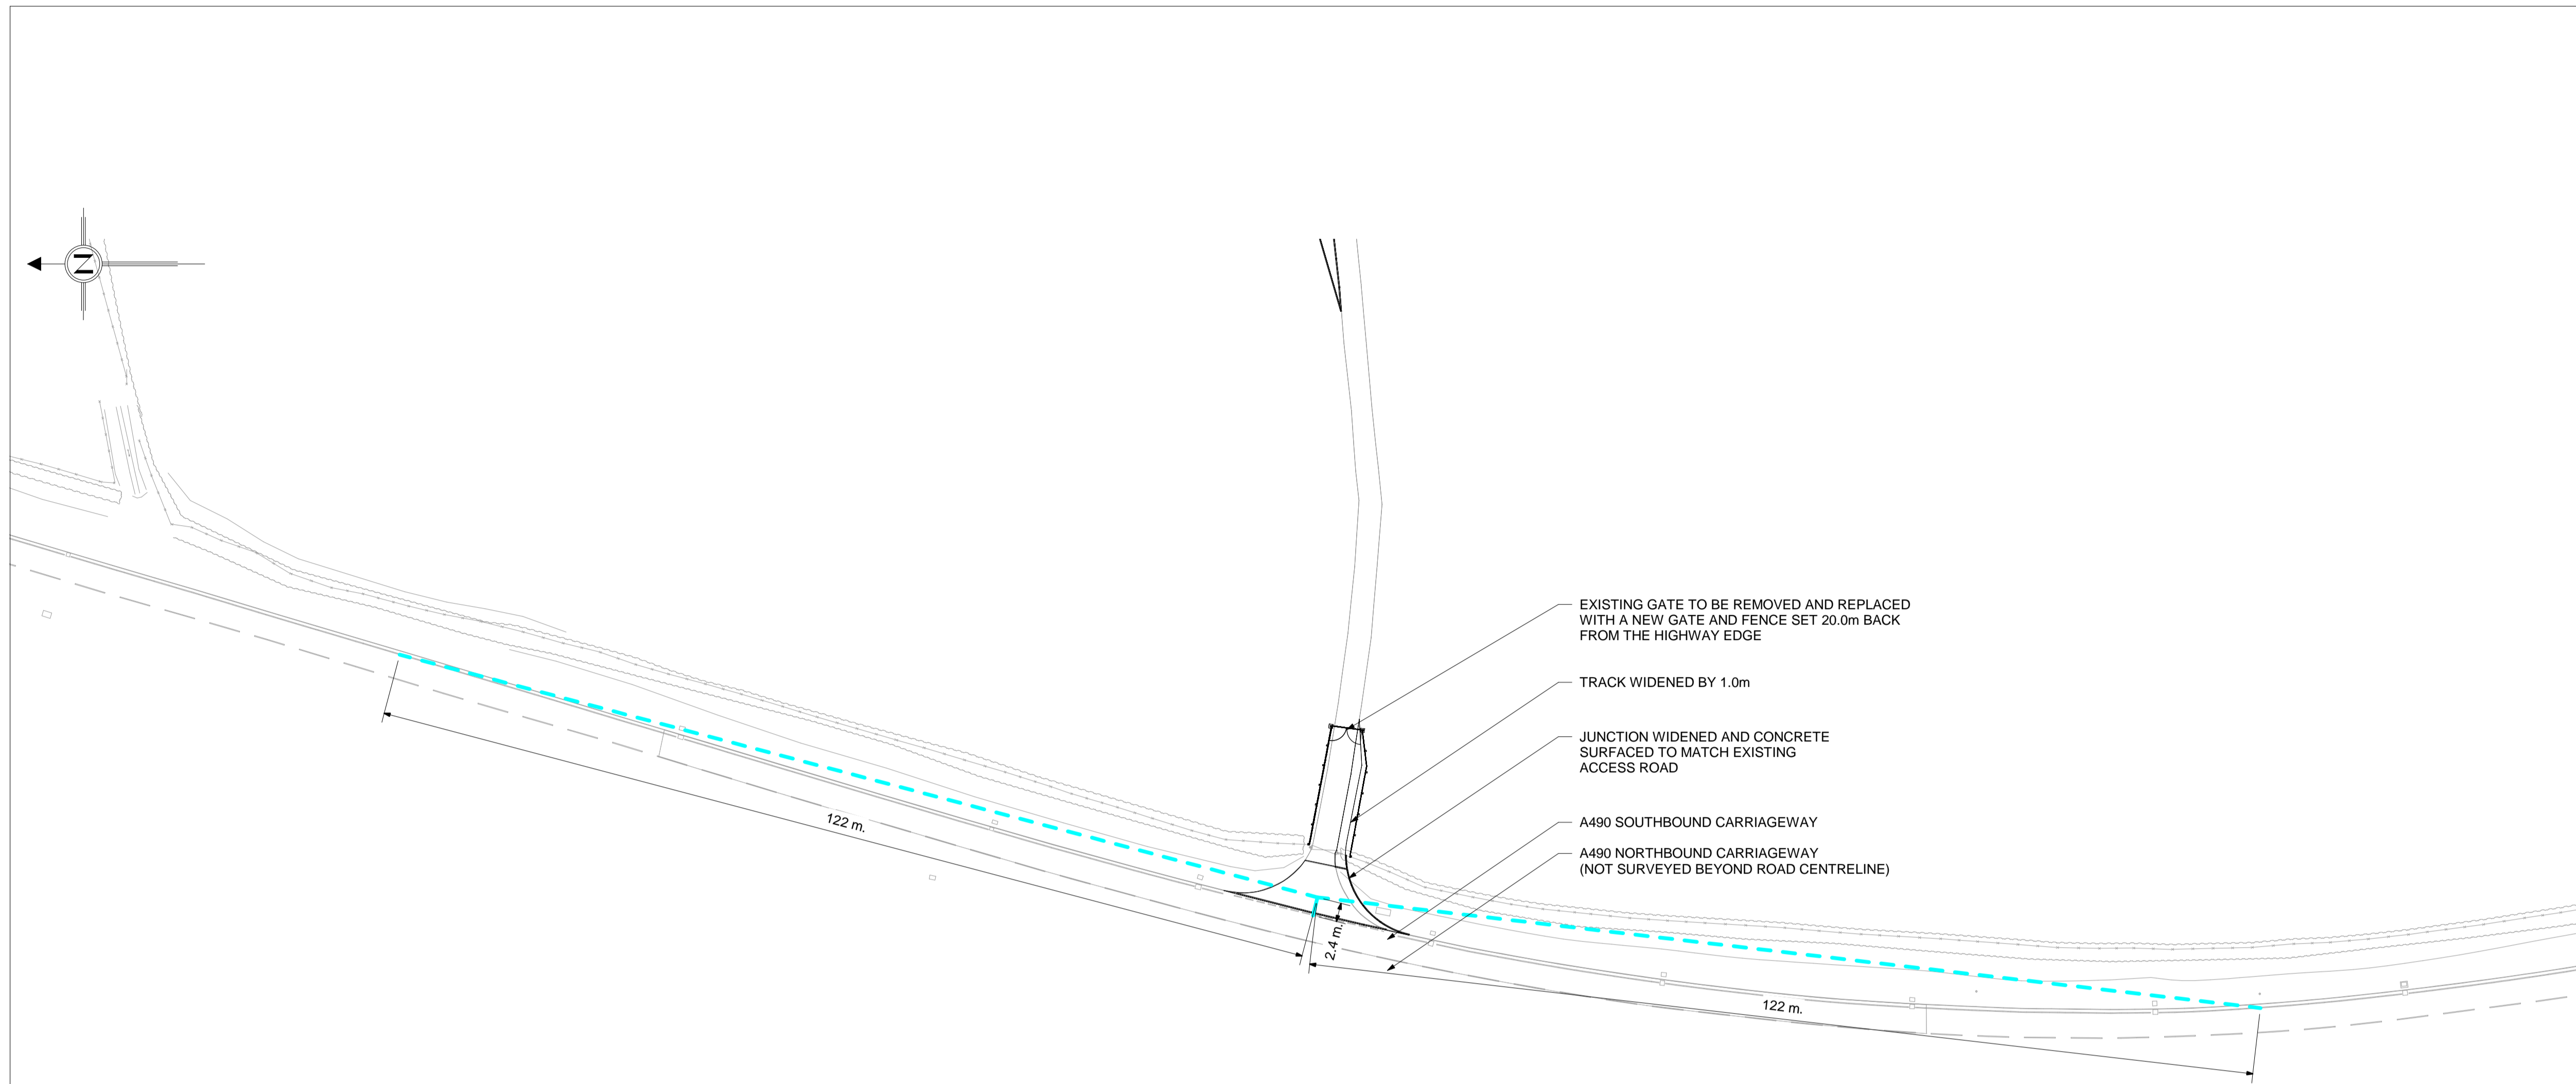 N
EXISTING GATE TO BE REMOVED AND REPLACED
WITH A NEW GATE AND FENCE SET 20.0m BACK
FROM THE HIGHWAY EDGE
TRACK WIDENED BY 1.0m
JUNCTION WIDENED AND CONCRETE
SURFACED TO MATCH EXISTING
ACCESS ROAD
A490 SOUTHBOUND CARRIAGEWAY
A490 NORTHBOUND CARRIAGEWAY
(NOT SURVEYED BEYOND ROAD CENTRELINE)
122 m.
2.4 m.
122 m.